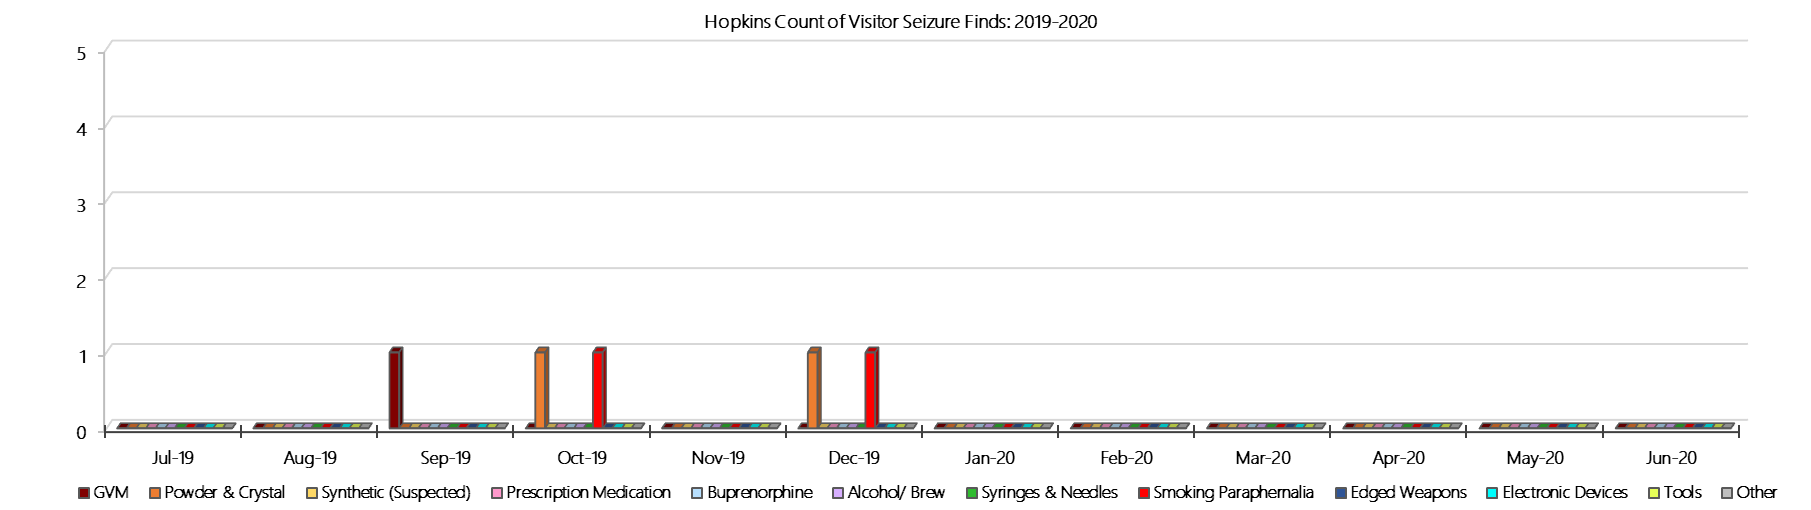 Hopkins Count of Visitor Seizure Finds: 2019-2020
5
4
3
2
1
0
Jul-19 Aug-19 Sep-19 Oct-19 Nov-19 Dec-19 Jan-20 Feb-20 Mar-20 Apr-20 May-20 Jun-20
GVM Powder & Crystal Synthetic (Suspected) Prescription Medication Buprenorphine Alcohol/ Brew Syringes & Needles Smoking Paraphernalia Edged Weapons Electronic Devices Tools Other